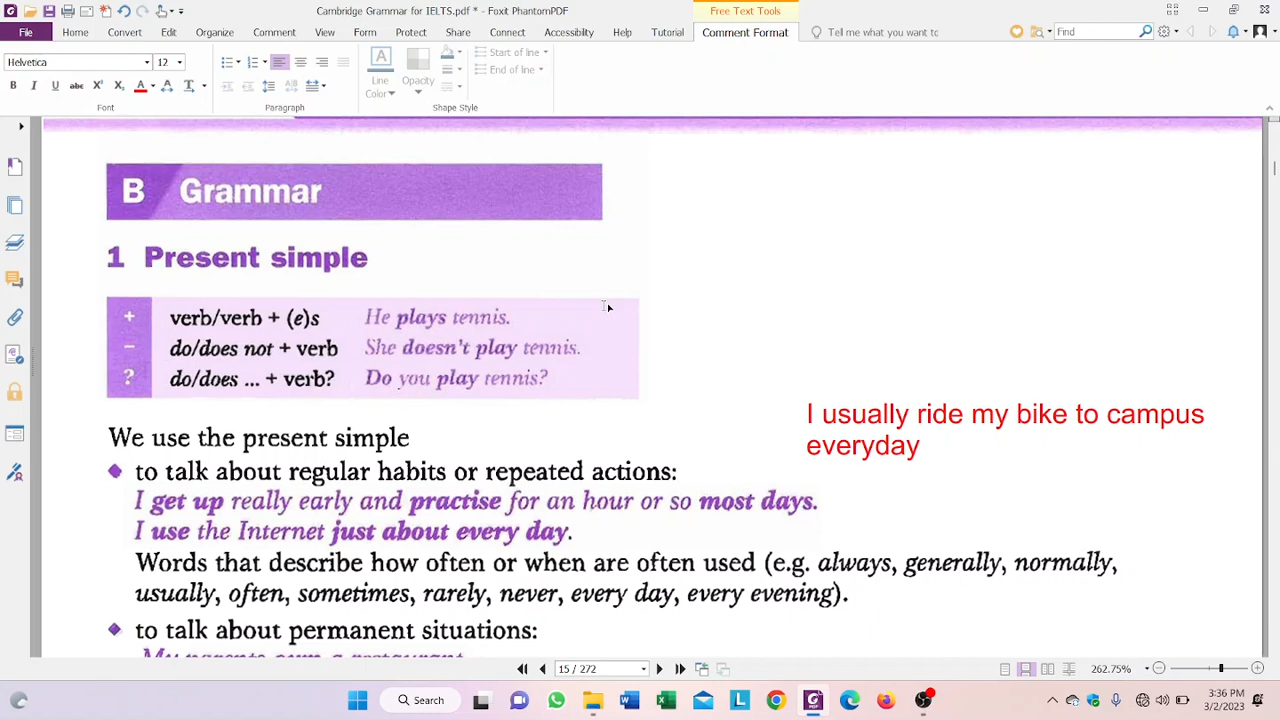 Cambridge Grammar for IELTS.pdf * - Foxit PhantomPDF
Free Text Tools
File Home Convert Edit Organize Comment View Form Protect Share Connect Accessibility Help Tutorial Comment Format Tell me what you want to Find
Helvetica 12 Start of line
B I U abc X² X₂ A T Line Color Opacity End of line
Font Paragraph Shape Style
B Grammar
1 Present simple
+ verb/verb + (e)s He plays tennis.
– do/does not + verb She doesn't play tennis.
? do/does ... + verb? Do you play tennis?
I usually ride my bike to campus
everyday
We use the present simple
to talk about regular habits or repeated actions:
I get up really early and practise for an hour or so most days.
I use the Internet just about every day.
Words that describe how often or when are often used (e.g. always, generally, normally,
usually, often, sometimes, rarely, never, every day, every evening).
to talk about permanent situations:
My parents own a restaurant
15 / 272 262.75%
Search 3:36 PM
3/2/2023